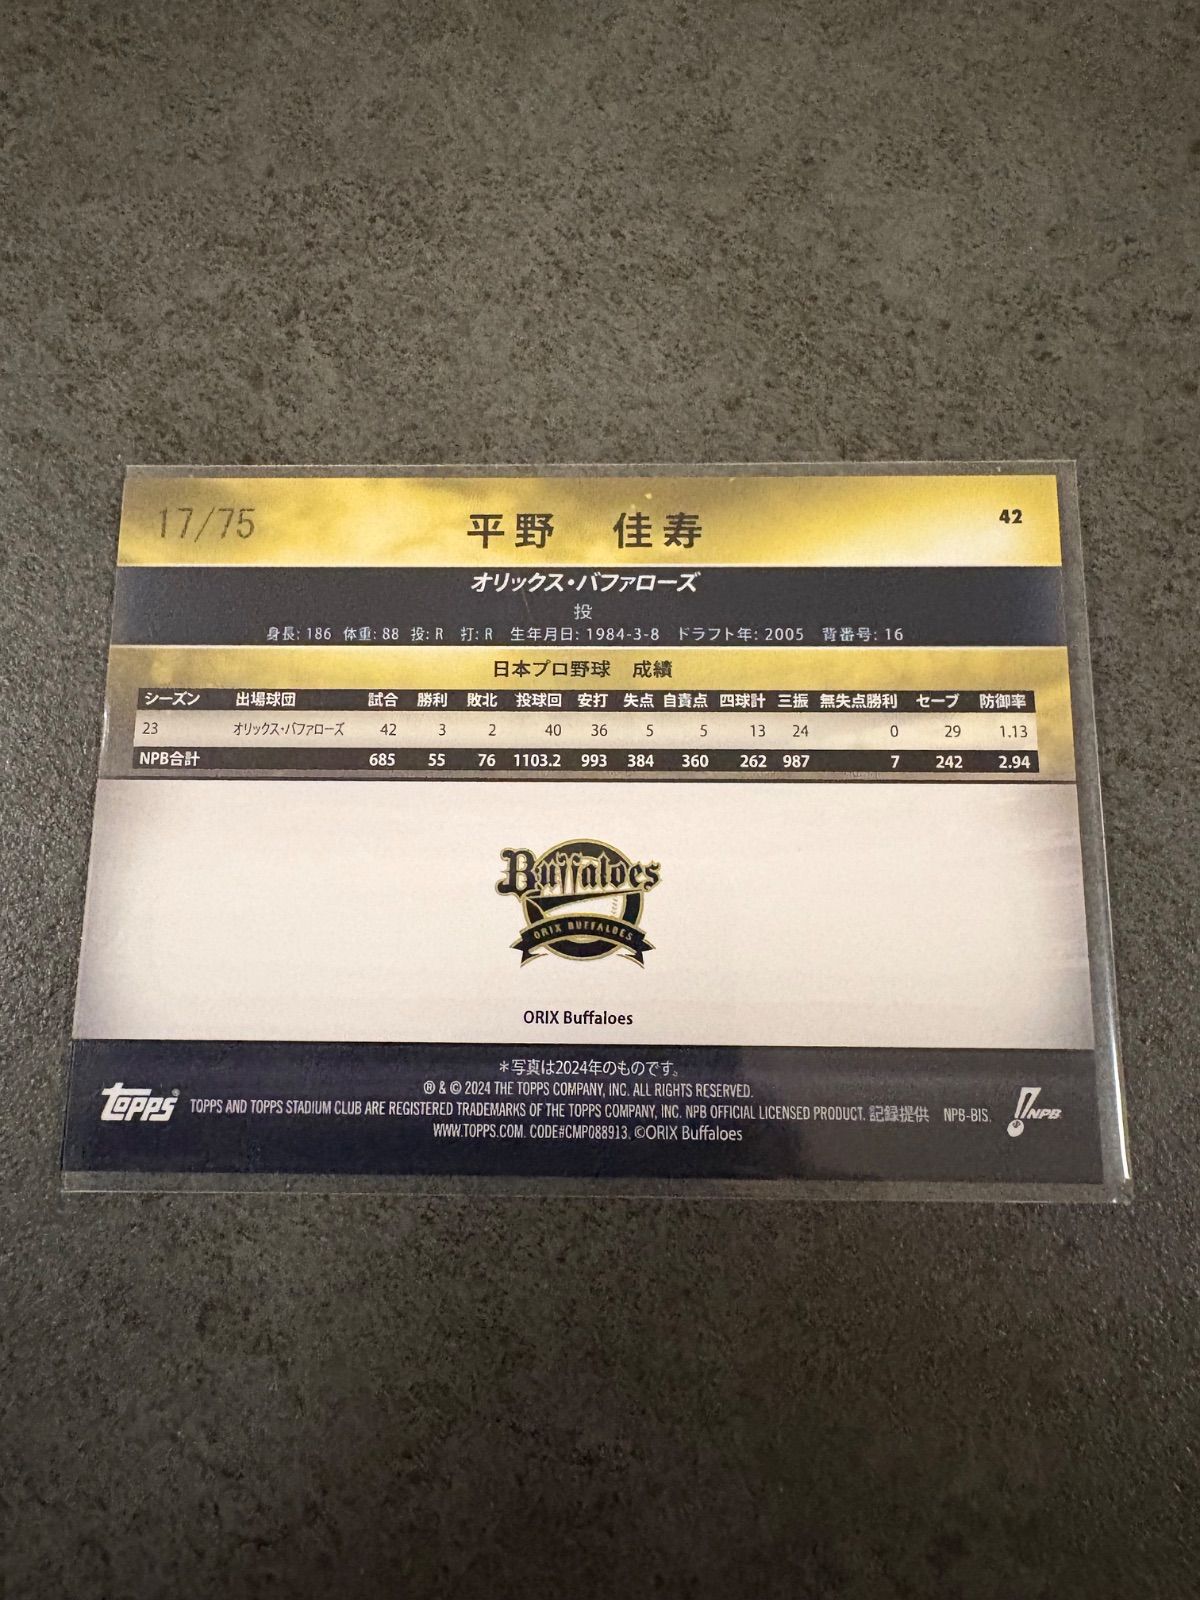 17/75 平野 佳寿 42
オリックス・バファローズ
投
身長: 186 体重: 88 投: R 打: R 生年月日: 1984-3-8 ドラフト年: 2005 背番号: 16
日本プロ野球 成績
シーズン 出場球団 試合 勝利 敗北 投球回 安打 失点 自責点 四球計 三振 無失点勝利 セーブ 防御率
23 オリックス・バファローズ 42 3 2 40 36 5 5 13 24 0 29 1.13
NPB合計 685 55 76 1103.2 993 384 360 262 987 7 242 2.94
Buffaloes
ORIX BUFFALOES
ORIX Buffaloes
＊写真は2024年のものです。
® & © 2024 THE TOPPS COMPANY, INC. ALL RIGHTS RESERVED.
topps® TOPPS AND TOPPS STADIUM CLUB ARE REGISTERED TRADEMARKS OF THE TOPPS COMPANY, INC. NPB OFFICIAL LICENSED PRODUCT. 記録提供 NPB-BIS. NPB
WWW.TOPPS.COM. CODE#CMP088913. ©ORIX Buffaloes